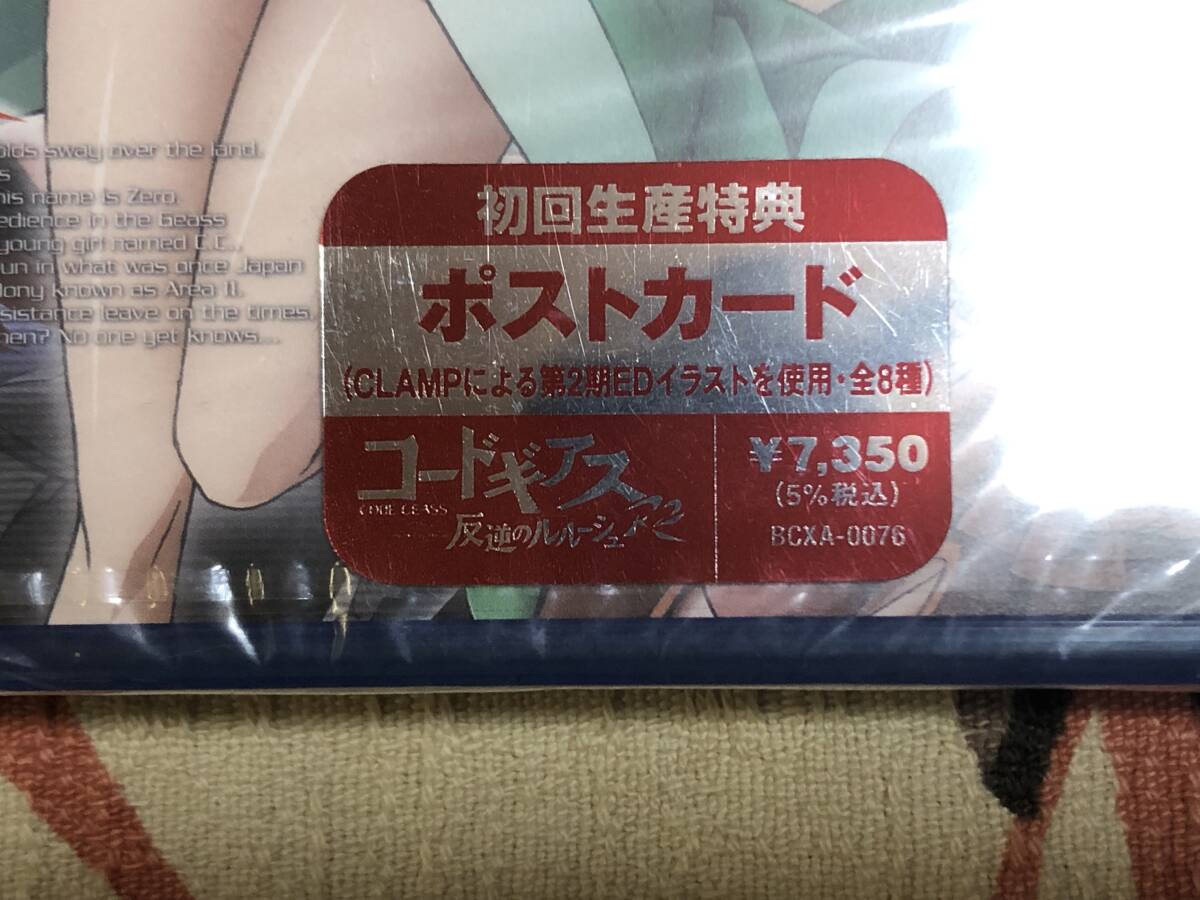 olds sway over the land.
s
his name is Zero.
edience in the Geass
young girl named C.C.,
un in what was once Japan
lony known as Area 11.
sistance leave on the times,
hen? No one yet knows...
初回生産特典
ポストカード
(CLAMPによる第2期EDイラストを使用・全8種)
コードギアス
CODE GEASS
反逆のルルーシュR2
¥7,350
(5%税込)
BCXA-0076